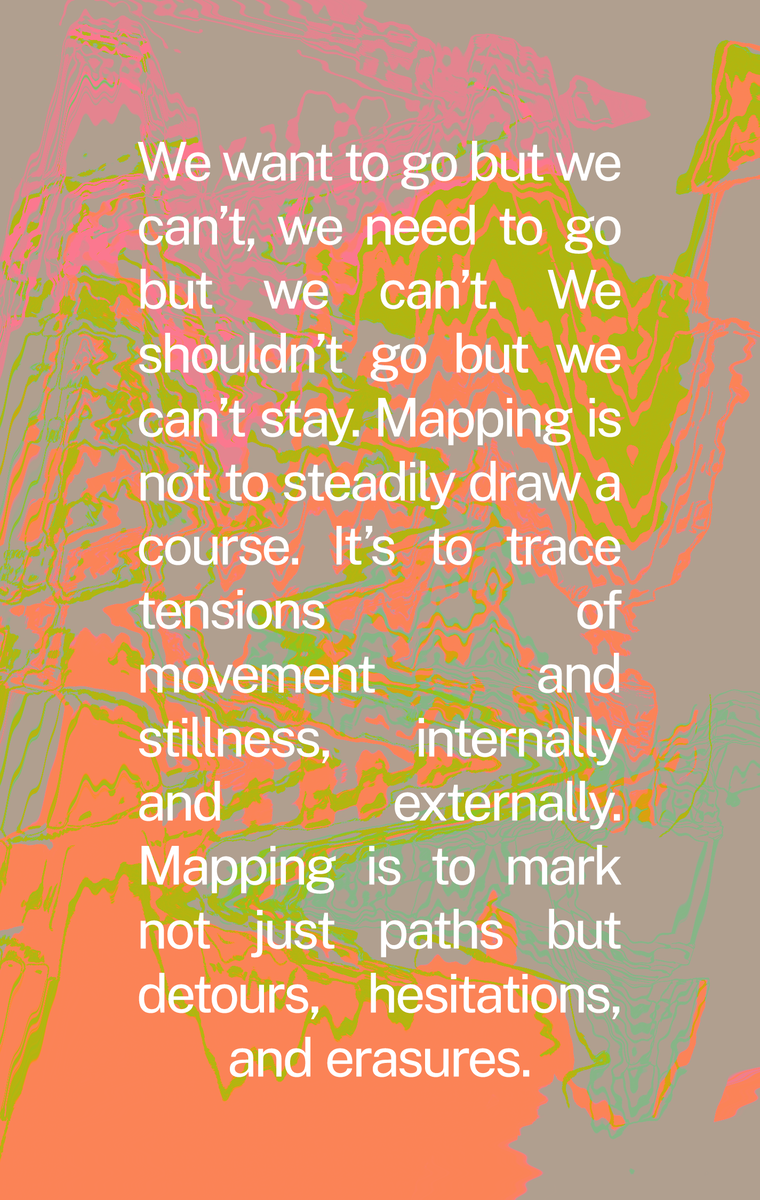 We want to go but we
can’t, we need to go
but we can’t. We
shouldn’t go but we
can’t stay. Mapping is
not to steadily draw a
course. It’s to trace
tensions of
movement and
stillness, internally
and externally.
Mapping is to mark
not just paths but
detours, hesitations,
and erasures.